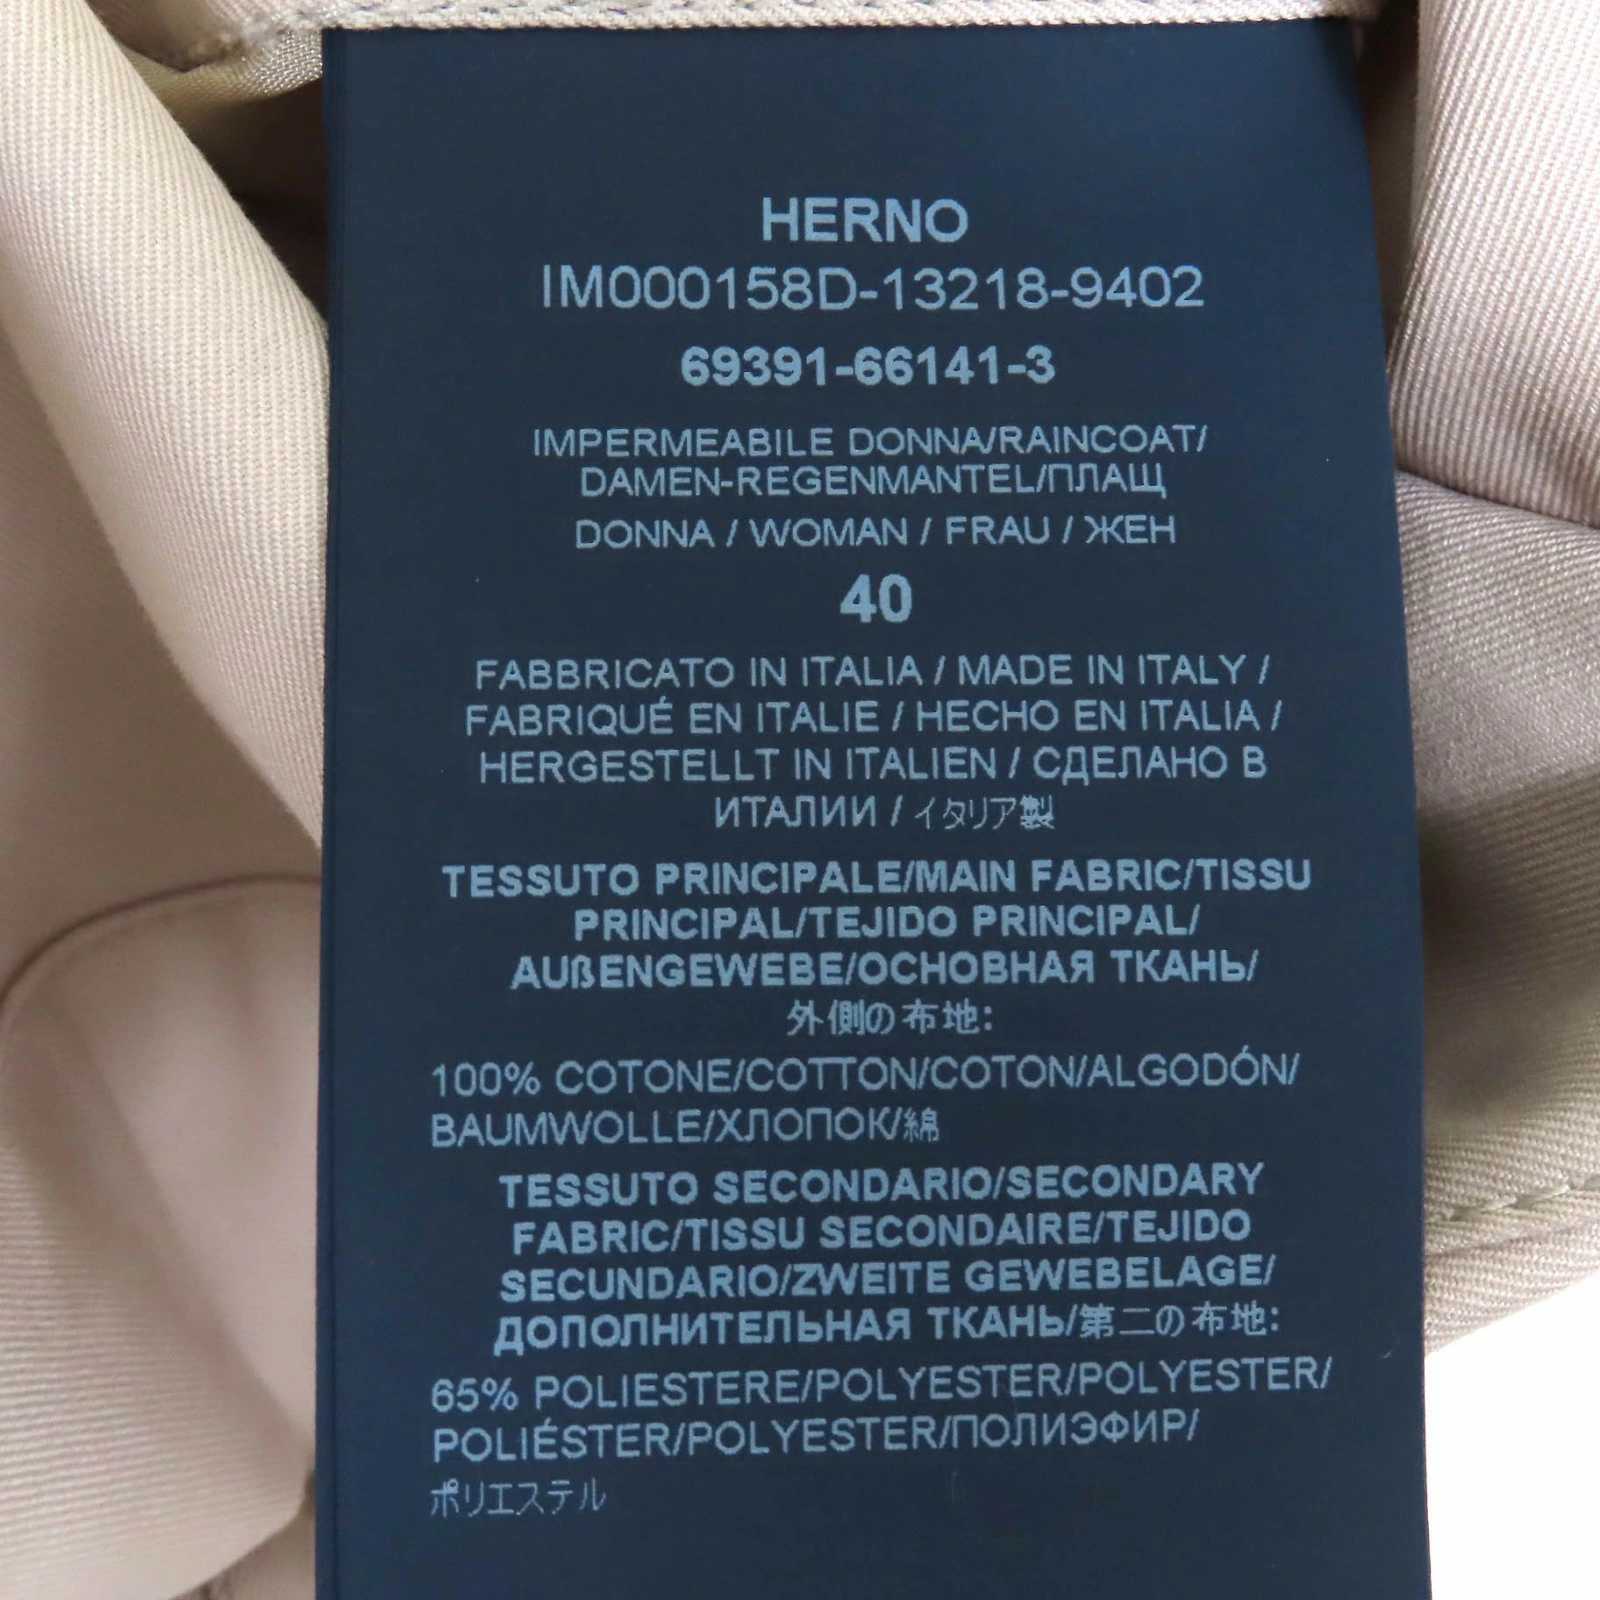 HERNO
IM000158D-13218-9402
69391-66141-3
IMPERMEABILE DONNA/RAINCOAT/
DAMEN-REGENMANTEL/ПЛАЩ
DONNA / WOMAN / FRAU / ЖЕН
40
FABBRICATO IN ITALIA / MADE IN ITALY /
FABRIQUÉ EN ITALIE / HECHO EN ITALIA /
HERGESTELLT IN ITALIEN / СДЕЛАНО В
ИТАЛИИ / イタリア製
TESSUTO PRINCIPALE/MAIN FABRIC/TISSU
PRINCIPAL/TEJIDO PRINCIPAL/
AUßENGEWEBE/ОСНОВНАЯ ТКАНЬ/
外側の布地:
100% COTONE/COTTON/COTON/ALGODÓN/
BAUMWOLLE/ХЛОПОК/綿
TESSUTO SECONDARIO/SECONDARY
FABRIC/TISSU SECONDAIRE/TEJIDO
SECUNDARIO/ZWEITE GEWEBELAGE/
ДОПОЛНИТЕЛЬНАЯ ТКАНЬ/第二の布地:
65% POLIESTERE/POLYESTER/POLYESTER/
POLIÉSTER/POLYESTER/ПОЛИЭФИР/
ポリエステル